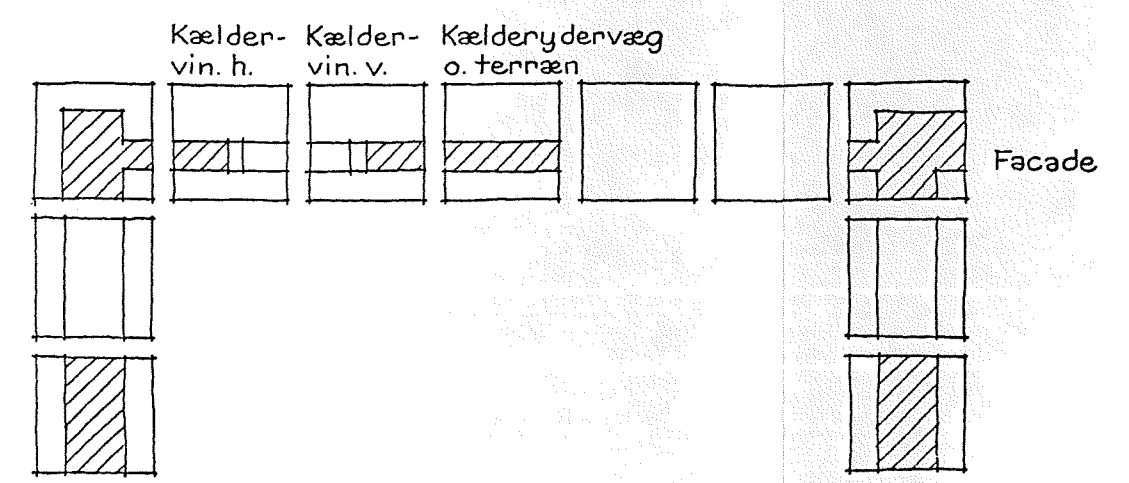 Kælder-
vin. h.
Kælder-
vin. v.
Kælderydervæg
o. terræn
Facade